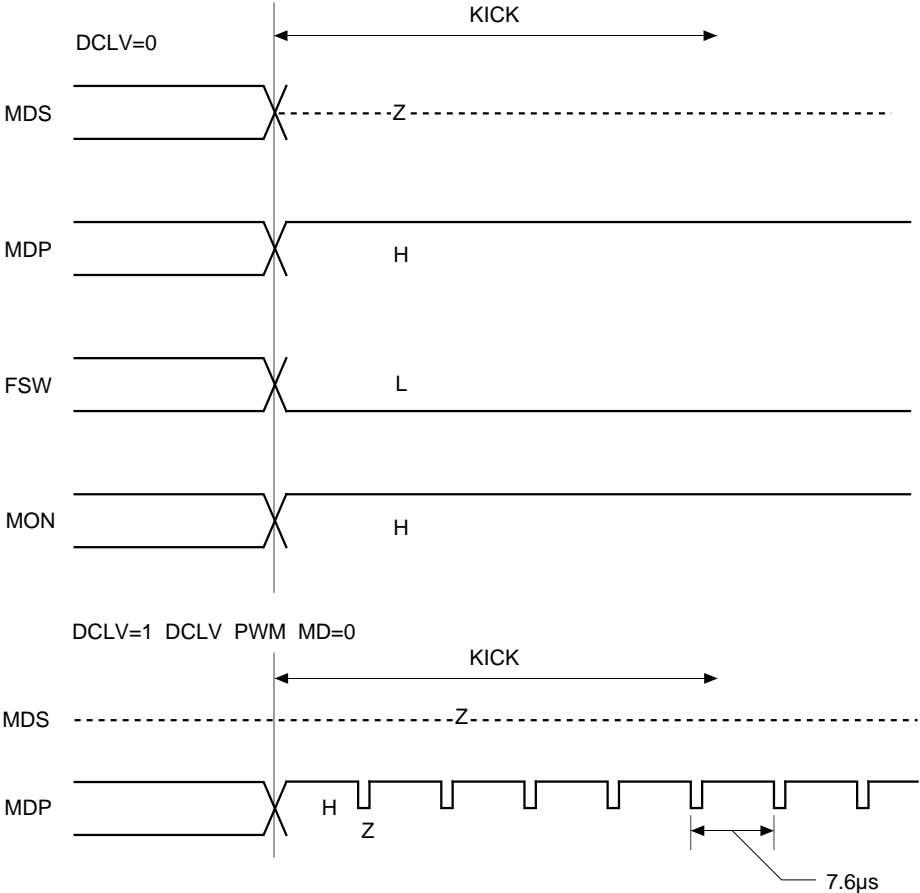 KICK
DCLV=0
MDS
Z
MDP
H
FSW
L
MON
H
DCLV=1 DCLV PWM MD=0
KICK
MDS
Z
MDP
H
Z
7.6µs